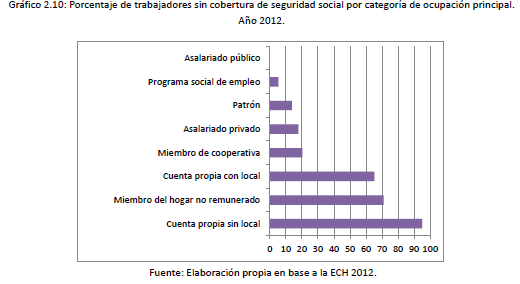 Gráfico 2.10: Porcentaje de trabajadores sin cobertura de seguridad social por categoría de ocupación principal.
Año 2012.
Asalariado público
Programa social de empleo
Patrón
Asalariado privado
Miembro de cooperativa
Cuenta propia con local
Miembro del hogar no remunerado
Cuenta propia sin local
0 10 20 30 40 50 60 70 80 90 100
Fuente: Elaboración propia en base a la ECH 2012.